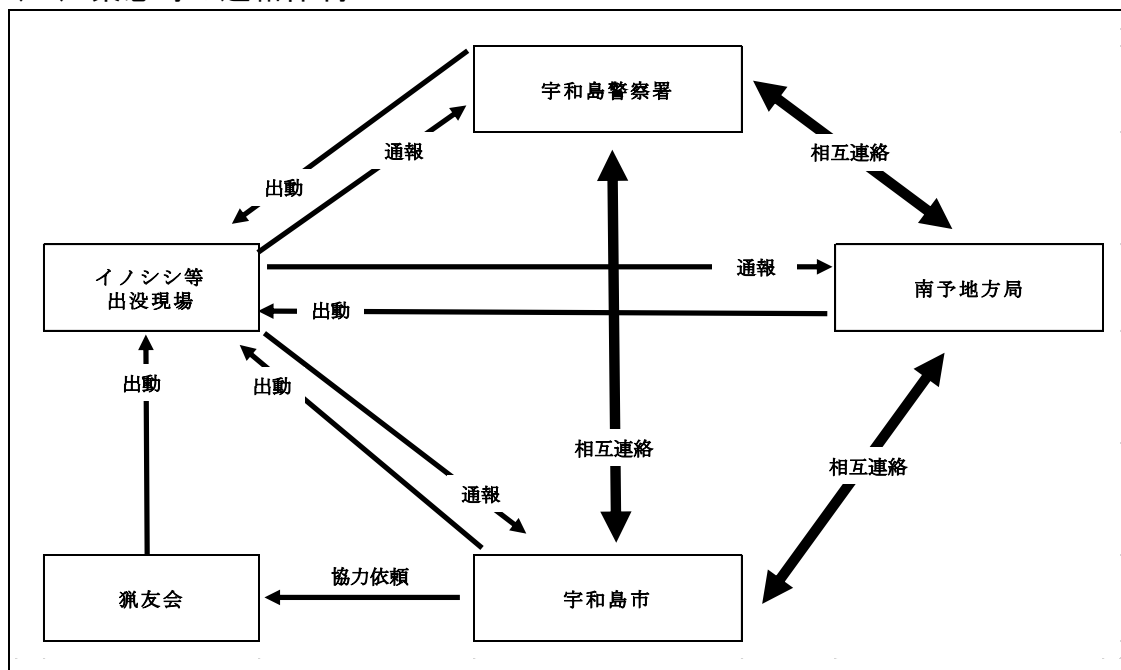 宇和島警察署
通報
相互連絡
出動
イノシシ等
出没現場
通報
南予地方局
出動
出動
出動
相互連絡
相互連絡
通報
協力依頼
猟友会
宇和島市